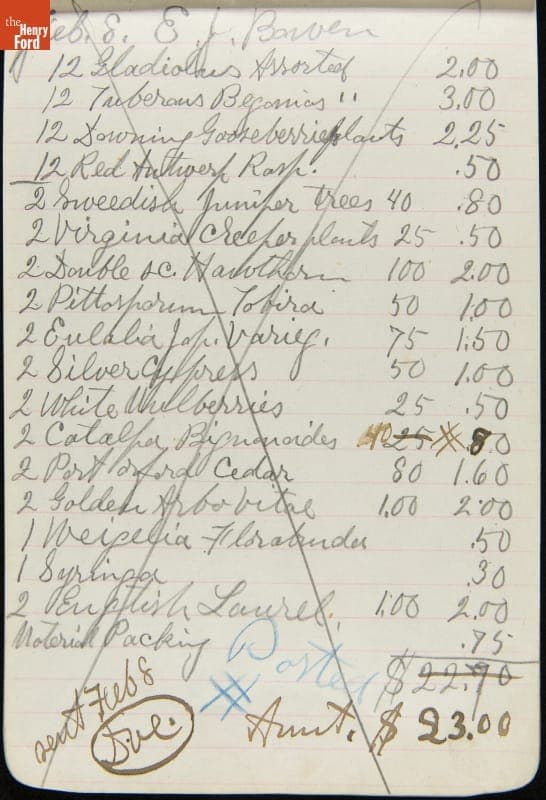 the Henry Ford
Feb. 8. E. J. Bowen
12 Gladiolus Assorted 2.00
12 Tuberous Begonias " 3.00
12 Downing Gooseberries plants 2.25
12 Red Antwerp Rasp. .50
2 Sweedish Juniper trees 40 .80
2 Virginia Creeper plants 25 .50
2 Double sc. Hawthorn 100 2.00
2 Pittosporum Tobira 50 1.00
2 Eulalia Jap. Varieg. 75 1.50
2 Silver Cypress 50 1.00
2 White Mulberries 25 .50
2 Catalpa Bignonoides 40 25 .80
2 Port Orford Cedar 80 1.60
2 Golden Arbovitae 1.00 2.00
1 Weigelia Florabunda .50
1 Syringa .30
2 English Laurel. 1.00 2.00
Material Packing .75
Posted $22.90
sent Feb 8 Amt. $23.00